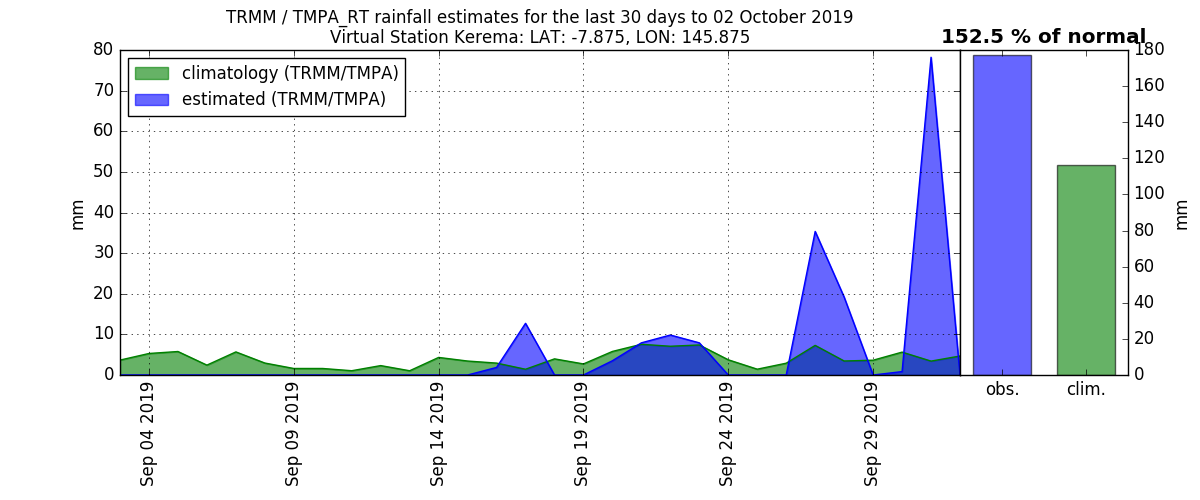 TRMM / TMPA_RT rainfall estimates for the last 30 days to 02 October 2019
Virtual Station Kerema: LAT: -7.875, LON: 145.875
152.5 % of normal
climatology (TRMM/TMPA)
estimated (TRMM/TMPA)
80
70
60
50
40
30
20
10
0
mm
Sep 04 2019
Sep 09 2019
Sep 14 2019
Sep 19 2019
Sep 24 2019
Sep 29 2019
obs.
clim.
180
160
140
120
100
80
60
40
20
0
mm